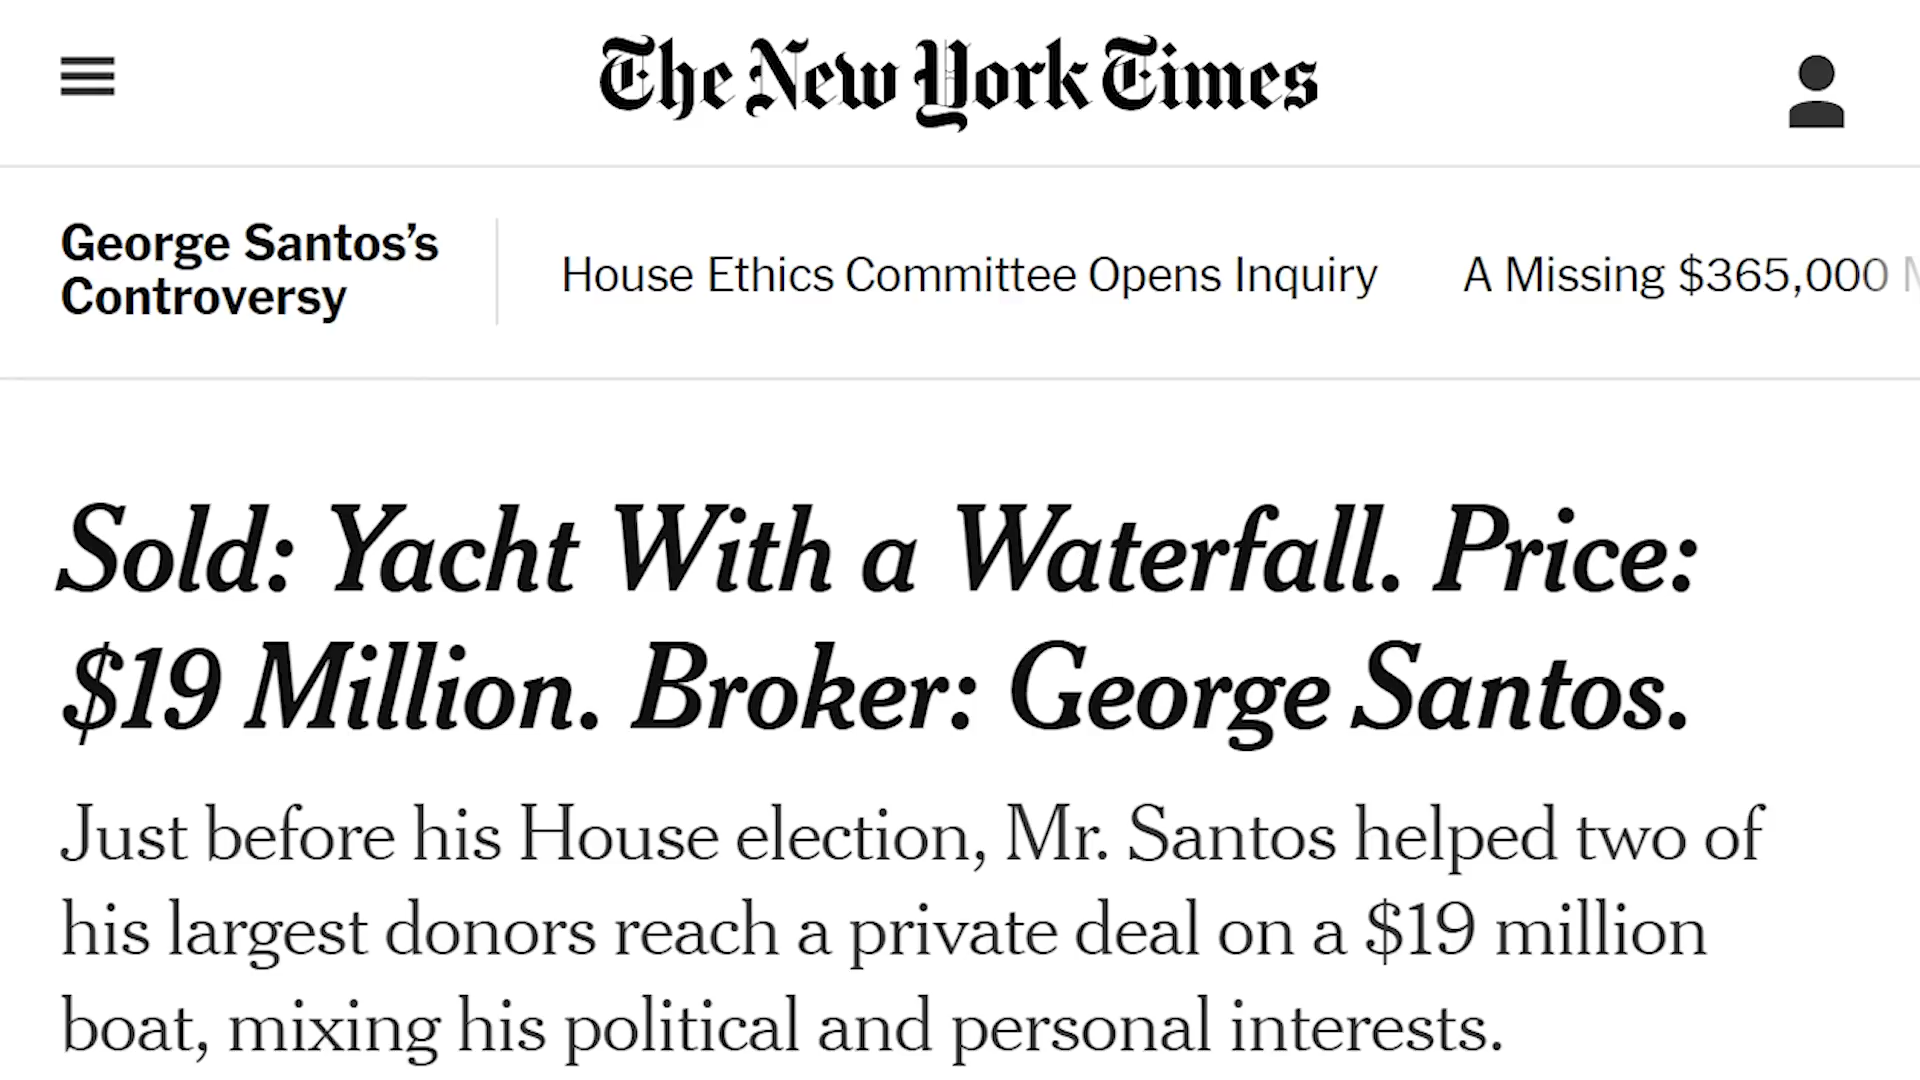 The New York Times
George Santos's
Controversy
House Ethics Committee Opens Inquiry
A Missing $365,000
Sold: Yacht With a Waterfall. Price:
$19 Million. Broker: George Santos.
Just before his House election, Mr. Santos helped two of
his largest donors reach a private deal on a $19 million
boat, mixing his political and personal interests.